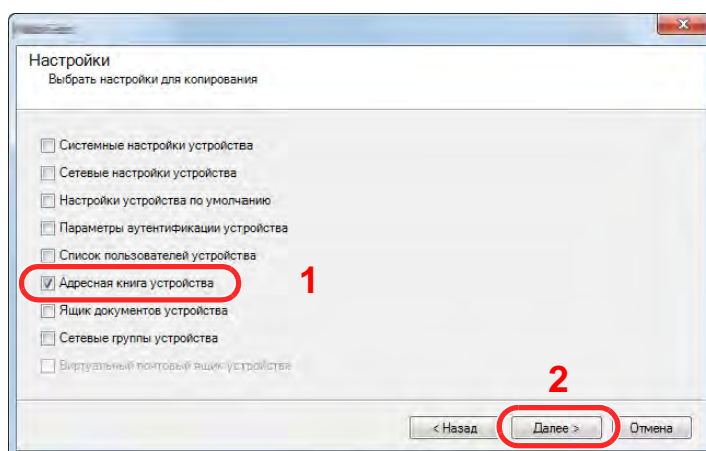 Настройки
Выбрать настройки для копирования
Системные настройки устройства
Сетевые настройки устройства
Настройки устройства по умолчанию
Параметры аутентификации устройства
Список пользователей устройства
Адресная книга устройства 1
Ящик документов устройства
Сетевые группы устройства
Виртуальный почтовый ящик устройства
2
< Назад Далее > Отмена